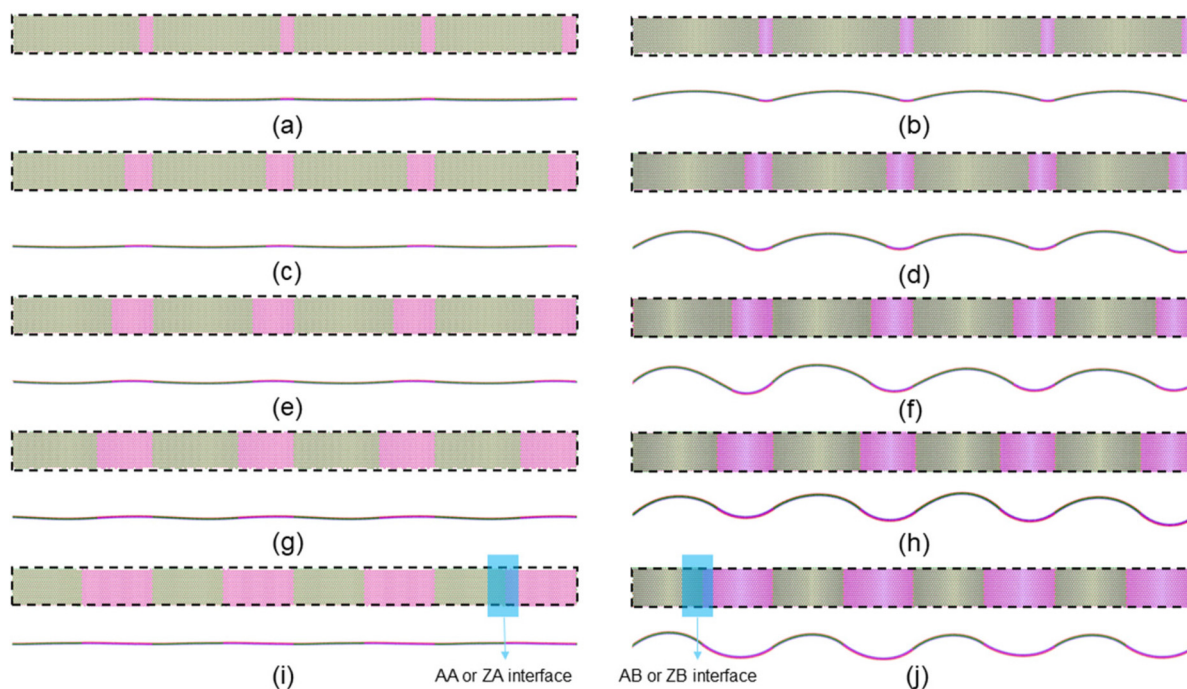 (a)
(b)
(c)
(d)
(e)
(f)
(g)
(h)
AA or ZA interface
AB or ZB interface
(i)
(j)